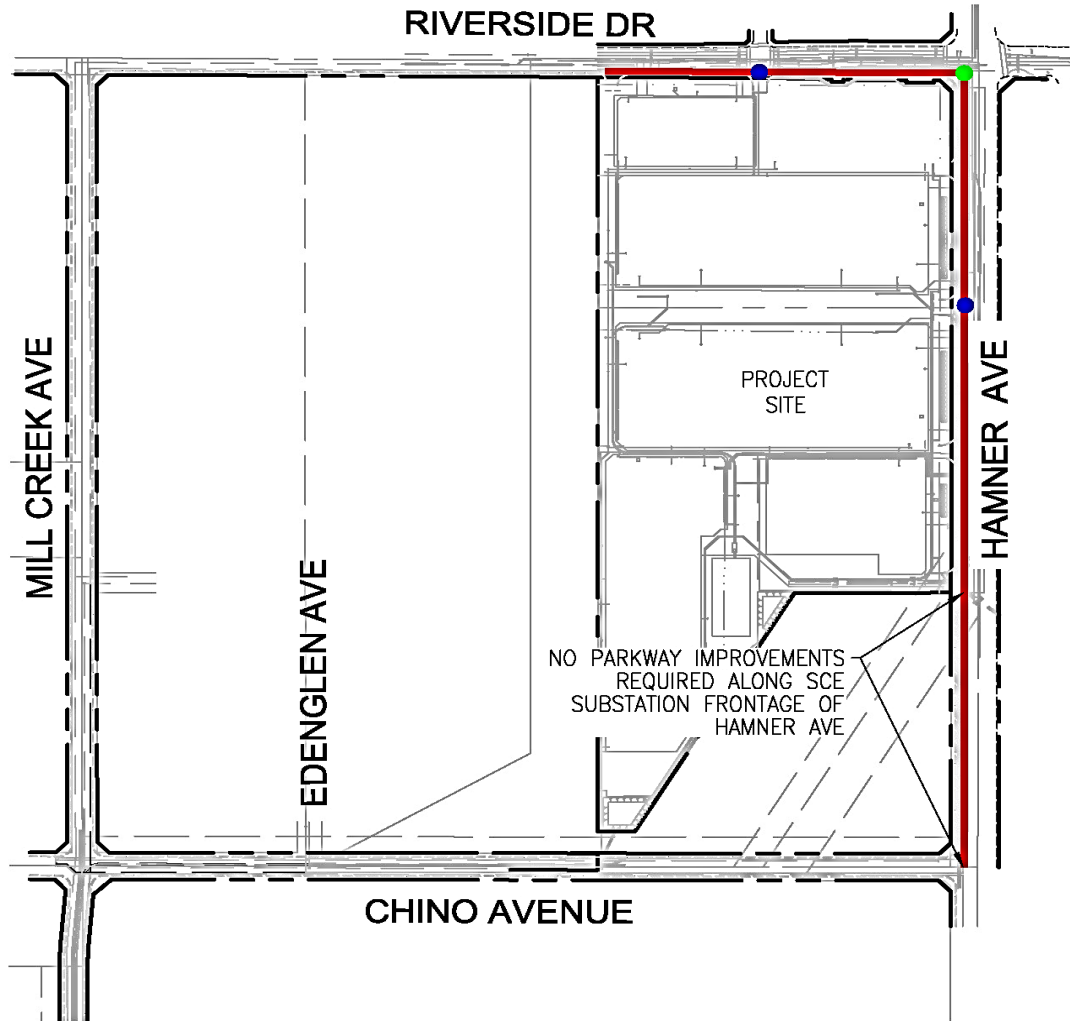 RIVERSIDE DR
MILL CREEK AVE
EDENGLEN AVE
PROJECT
SITE
HAMNER AVE
NO PARKWAY IMPROVEMENTS
REQUIRED ALONG SCE
SUBSTATION FRONTAGE OF
HAMNER AVE
CHINO AVENUE